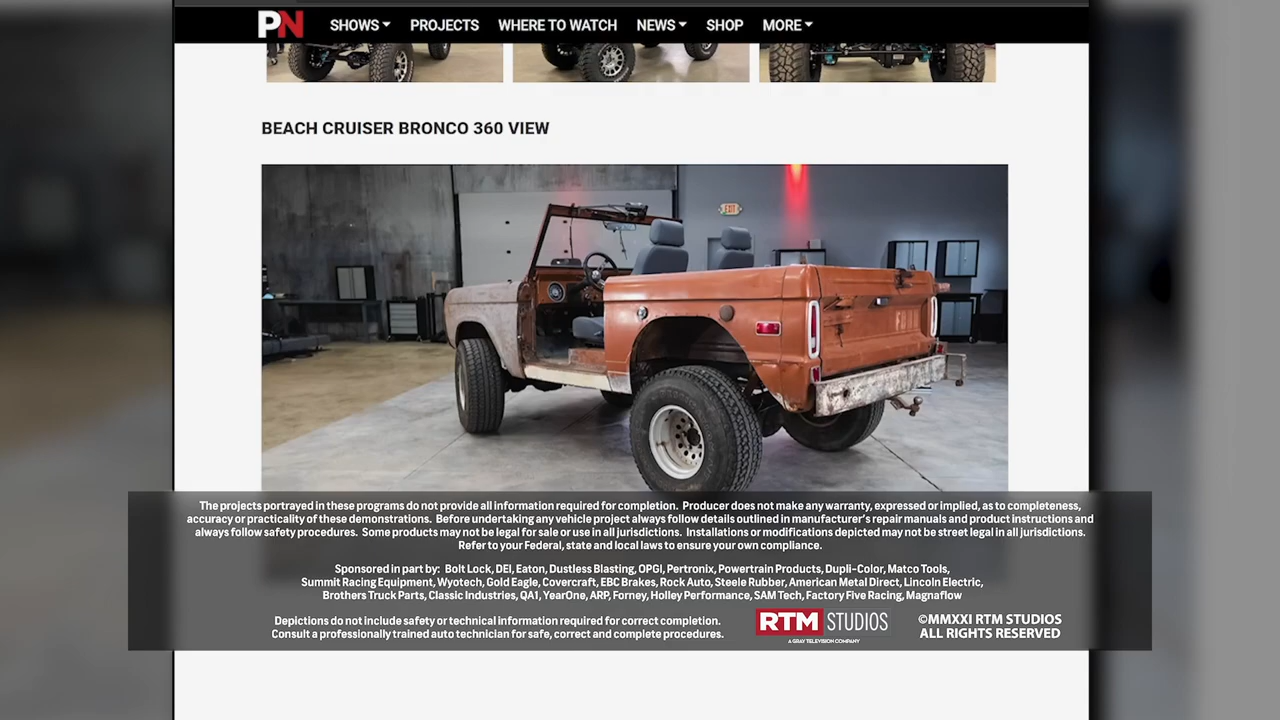 PN SHOWS PROJECTS WHERE TO WATCH NEWS SHOP MORE
BEACH CRUISER BRONCO 360 VIEW
EXIT
The projects portrayed in these programs do not provide all information required for completion. Producer does not make any warranty, expressed or implied, as to completeness,
accuracy or practicality of these demonstrations. Before undertaking any vehicle project always follow details outlined in manufacturer's repair manuals and product instructions and
always follow safety procedures. Some products may not be legal for sale or use in all jurisdictions. Installations or modifications depicted may not be street legal in all jurisdictions.
Refer to your Federal, state and local laws to ensure your own compliance.
Sponsored in part by: Bolt Lock, DEI, Eaton, Dustless Blasting, OPGI, Pertronix, Powertrain Products, Dupli-Color, Matco Tools,
Summit Racing Equipment, Wyotech, Gold Eagle, Covercraft, EBC Brakes, Rock Auto, Steele Rubber, American Metal Direct, Lincoln Electric,
Brothers Truck Parts, Classic Industries, QA1, YearOne, ARP, Forney, Holley Performance, SAM Tech, Factory Five Racing, Magnaflow
Depictions do not include safety or technical information required for correct completion.
Consult a professionally trained auto technician for safe, correct and complete procedures.
RTM STUDIOS
A GRAY TELEVISION COMPANY
©MMXXI RTM STUDIOS
ALL RIGHTS RESERVED